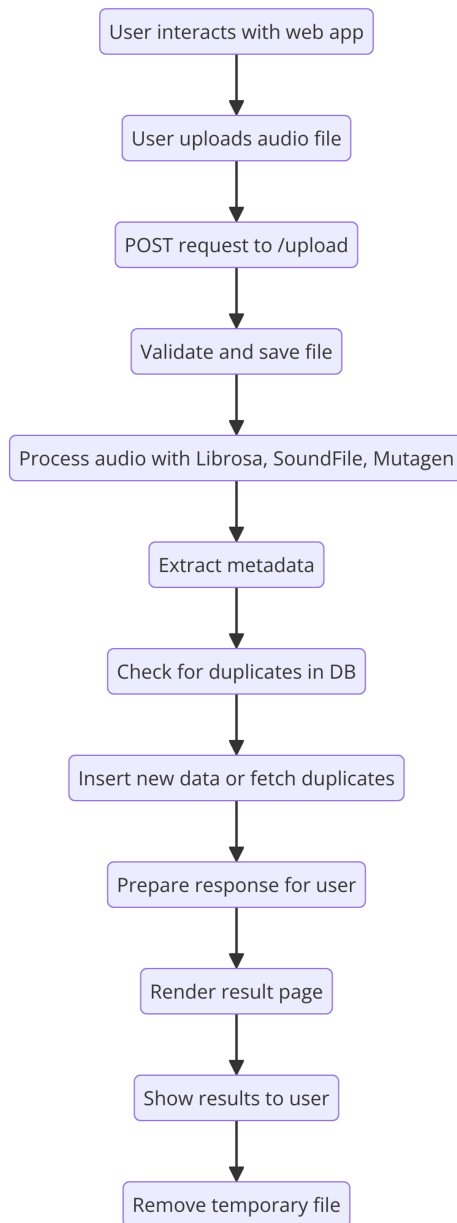 User interacts with web app
User uploads audio file
POST request to /upload
Validate and save file
Process audio with Librosa, SoundFile, Mutagen
Extract metadata
Check for duplicates in DB
Insert new data or fetch duplicates
Prepare response for user
Render result page
Show results to user
Remove temporary file